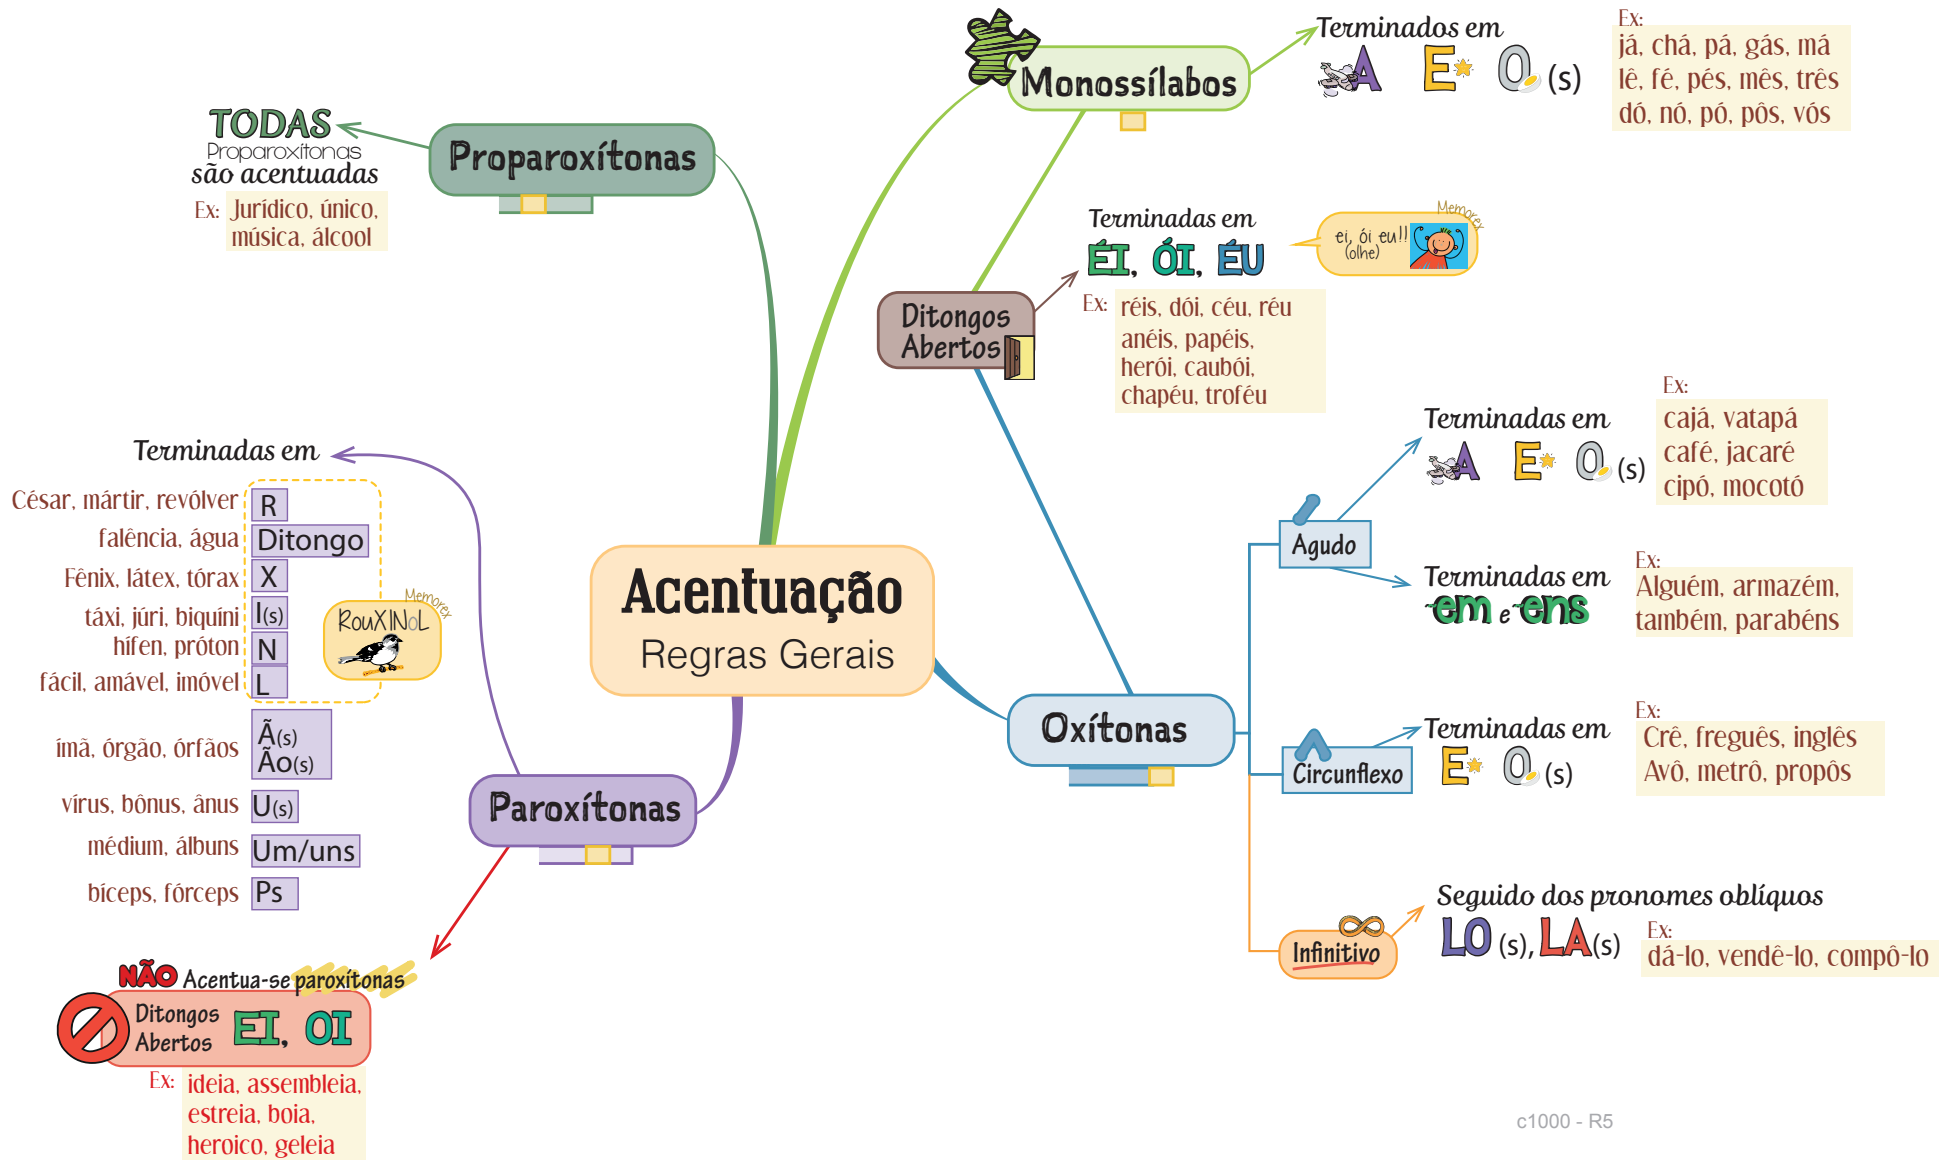 Acentuação
Regras Gerais
Monossílabos
Terminados em
A E O (s)
Ex:
já, chá, pá, gás, má
lê, fé, pés, mês, três
dó, nó, pó, pôs, vós
Proparoxítonas
TODAS
Proparoxítonas
são acentuadas
Ex: Jurídico, único,
música, álcool
Ditongos
Abertos
Terminadas em
ÉI, ÓI, ÉU
Memorex
ei, ói eu!!
(olhe)
Ex: réis, dói, céu, réu
anéis, papéis,
herói, caubói,
chapéu, troféu
Oxítonas
Agudo
Terminadas em
A E O (s)
Ex:
cajá, vatapá
café, jacaré
cipó, mocotó
Terminadas em
em e ens
Ex:
Alguém, armazém,
também, parabéns
Circunflexo
Terminadas em
E O (s)
Ex:
Crê, freguês, inglês
Avô, metrô, propôs
Infinitivo
Seguido dos pronomes oblíquos
LO (s), LA(s)
Ex:
dá-lo, vendê-lo, compô-lo
Paroxítonas
Terminadas em
César, mártir, revólver R
falência, água Ditongo
Fênix, látex, tórax X
táxi, júri, biquíni I(s)
hífen, próton N
fácil, amável, imóvel L
Memorex
RouXINoL
ímã, órgão, órfãos Ã(s)
Ão(s)
vírus, bônus, ânus U(s)
médium, álbuns Um/uns
bíceps, fórceps Ps
NÃO Acentua-se paroxítonas
Ditongos
Abertos
EI, OI
Ex: ideia, assembleia,
estreia, boia,
heroico, geleia
c1000 - R5